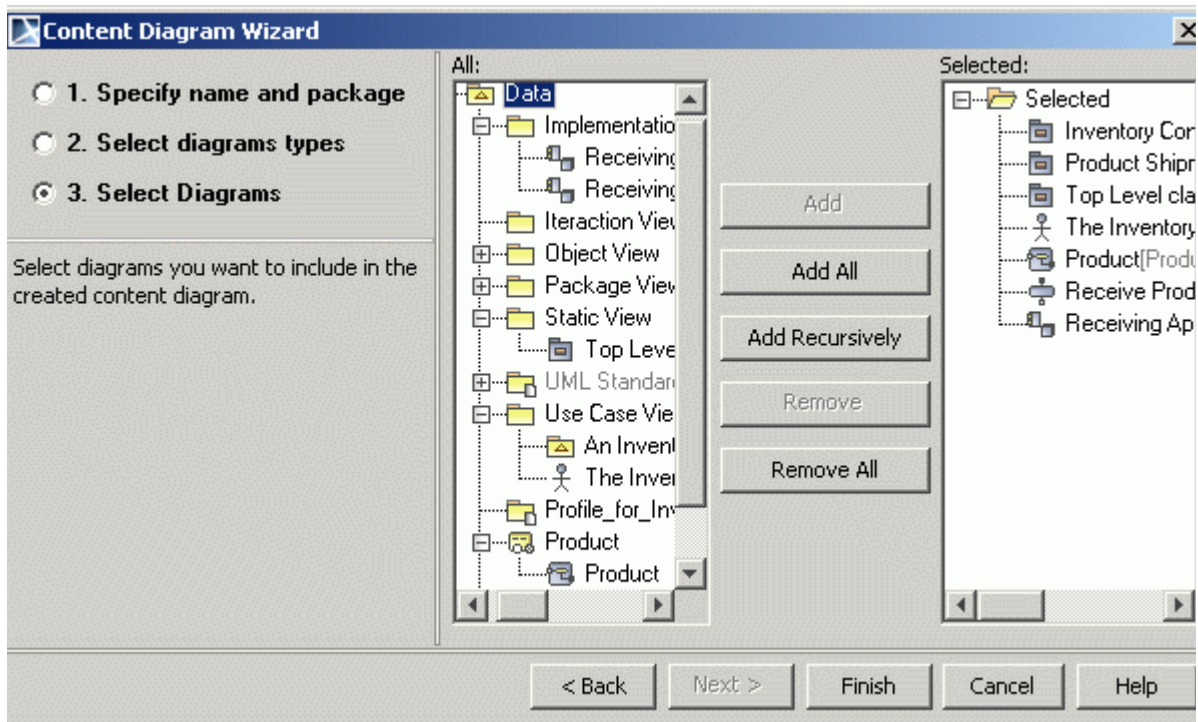 Content Diagram Wizard
1. Specify name and package
2. Select diagrams types
3. Select Diagrams
Select diagrams you want to include in the
created content diagram.
All:
Data
Implementatio
Receiving
Receiving
Iteraction View
Object View
Package View
Static View
Top Leve
UML Standar
Use Case Vie
An Invent
The Inver
Profile_for_Inv
Product
Product
Add
Add All
Add Recursively
Remove
Remove All
Selected:
Selected
Inventory Cor
Product Shipr
Top Level cla
The Inventory
Product[Produ
Receive Prod
Receiving Ap
< Back
Next >
Finish
Cancel
Help